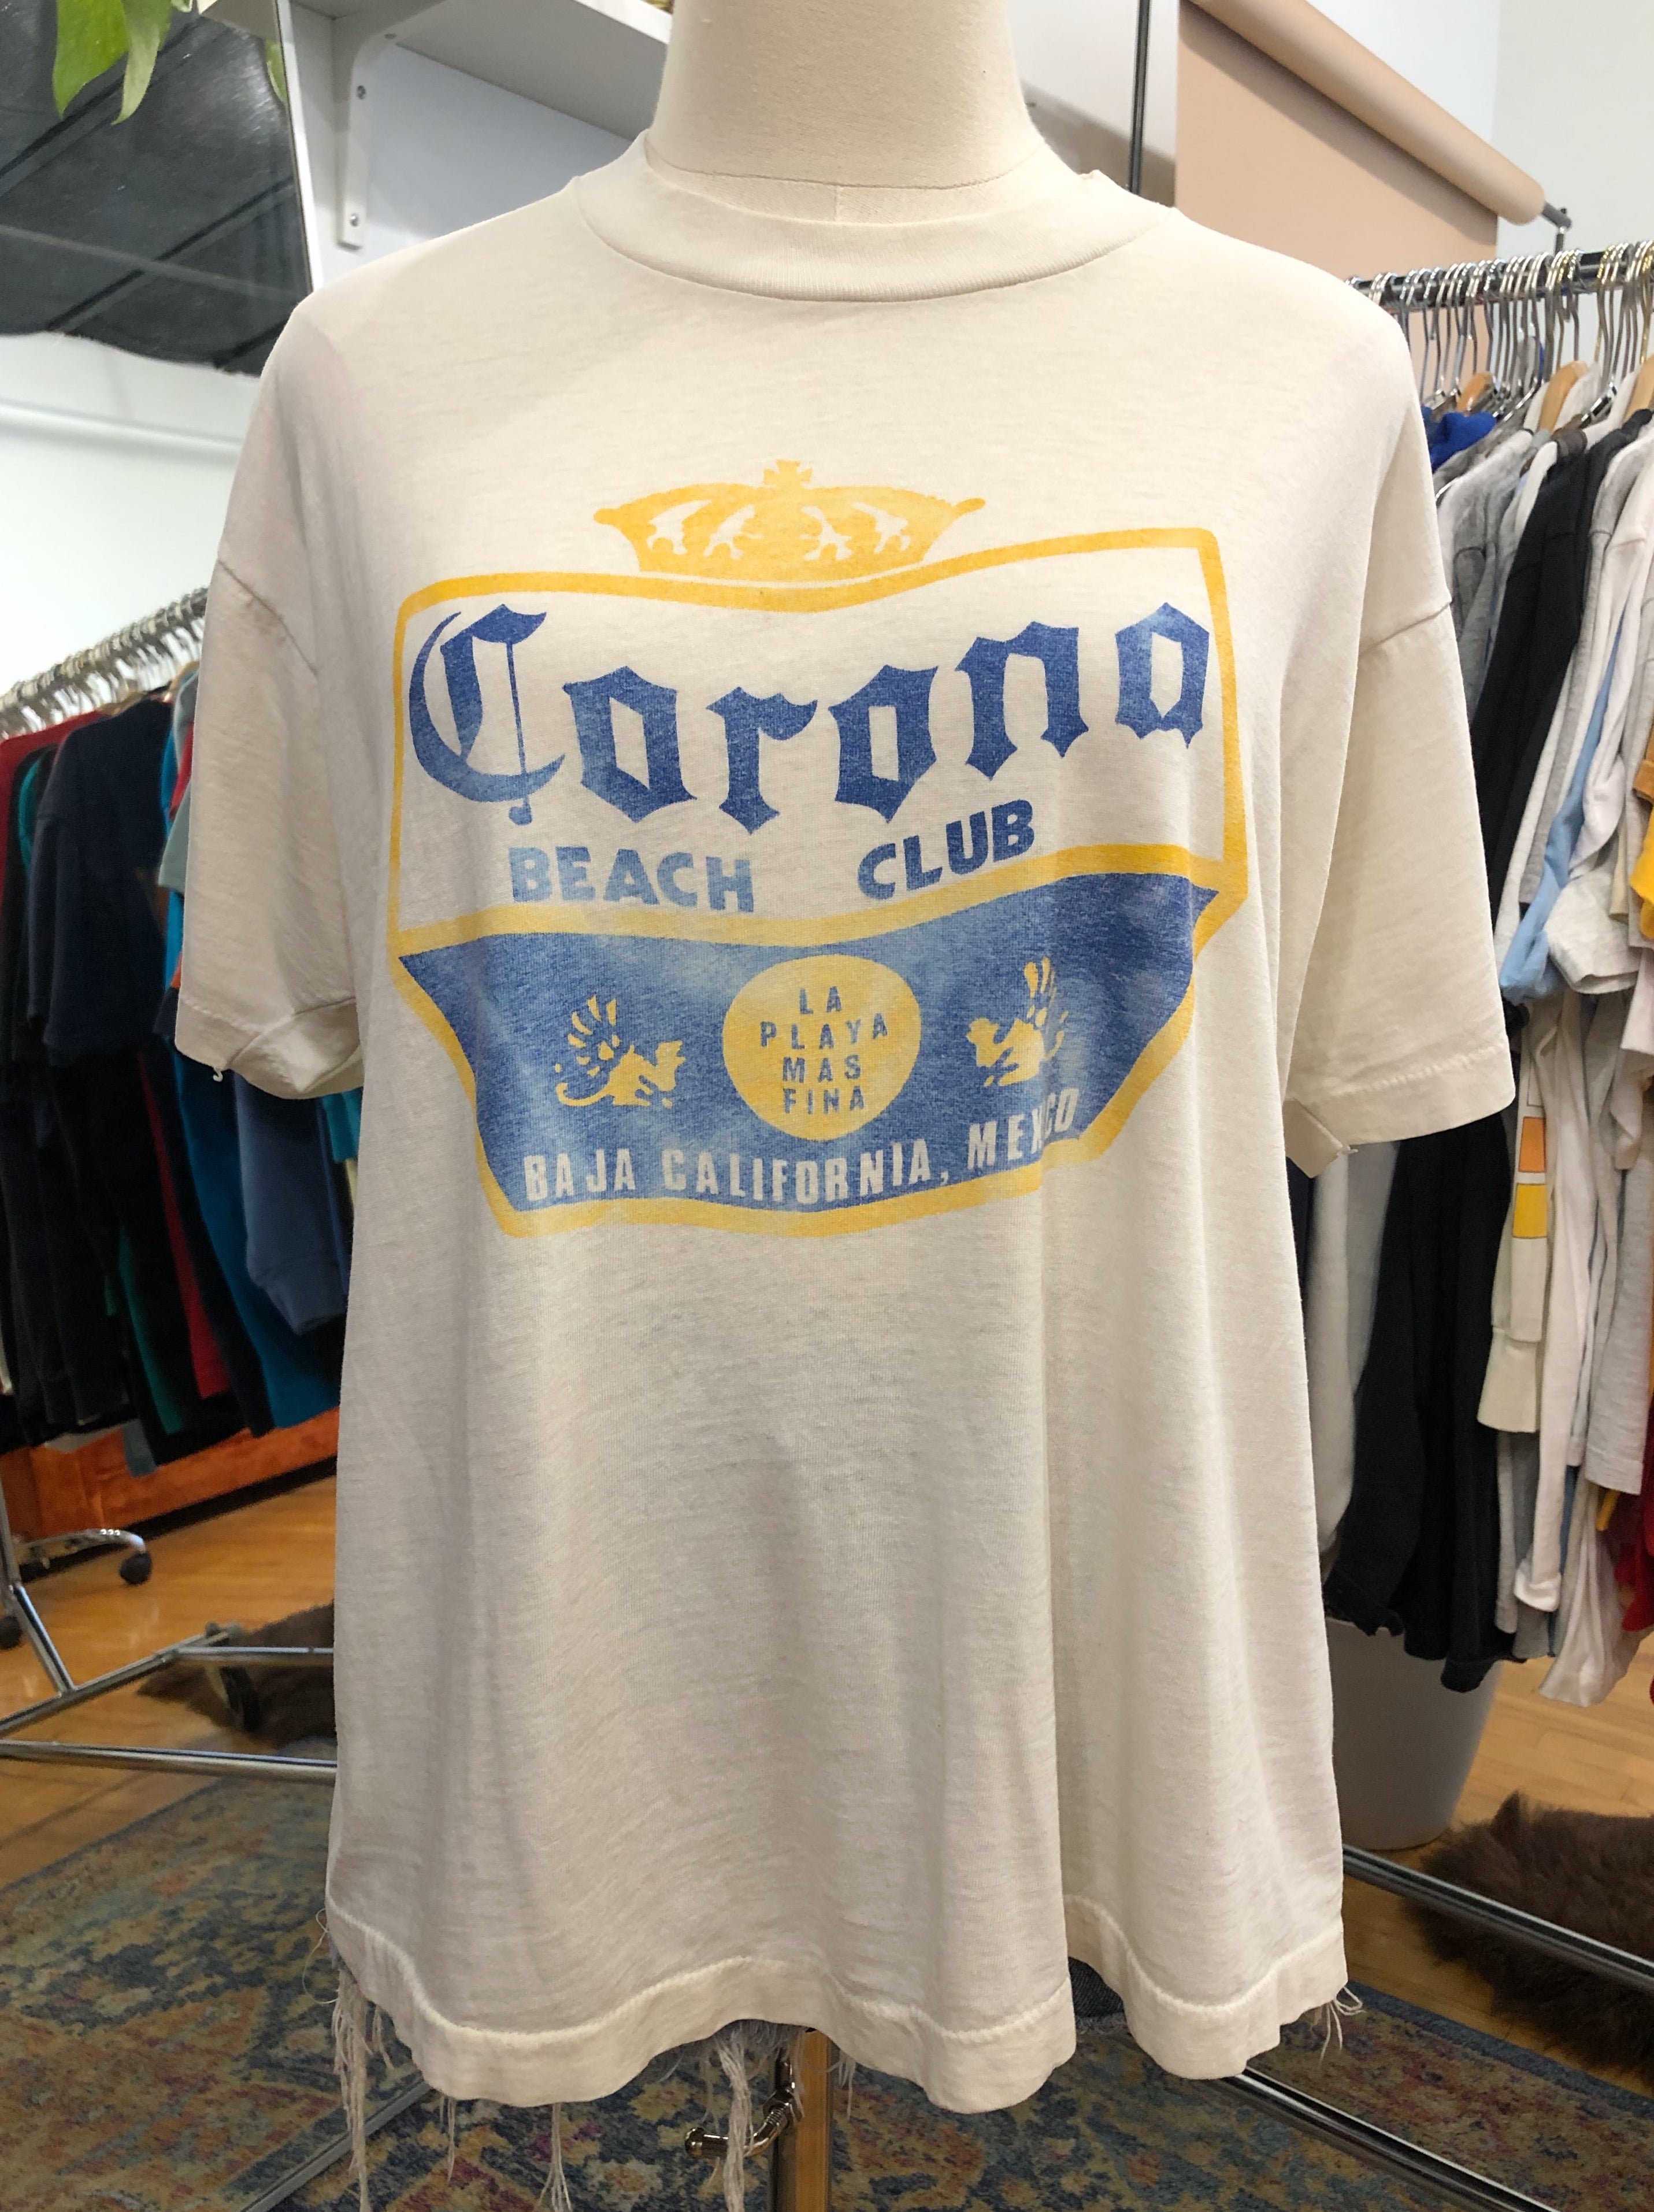 Corona
BEACH CLUB
LA
PLAYA
MAS
FINA
BAJA CALIFORNIA, MEXICO